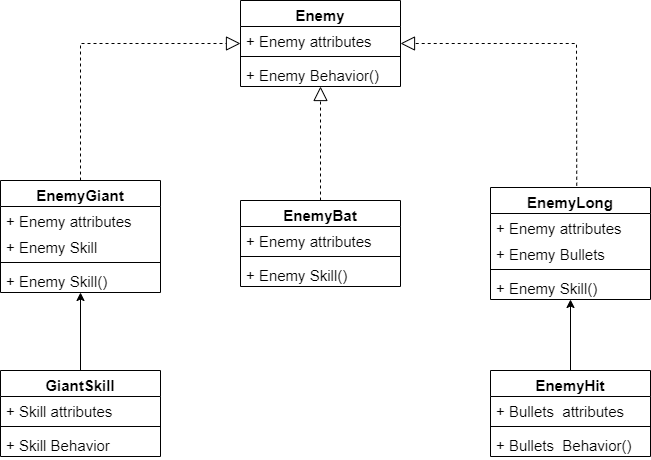 Enemy
+ Enemy attributes
+ Enemy Behavior()
EnemyGiant
+ Enemy attributes
+ Enemy Skill
+ Enemy Skill()
EnemyBat
+ Enemy attributes
+ Enemy Skill()
EnemyLong
+ Enemy attributes
+ Enemy Bullets
+ Enemy Skill()
GiantSkill
+ Skill attributes
+ Skill Behavior
EnemyHit
+ Bullets  attributes
+ Bullets  Behavior()